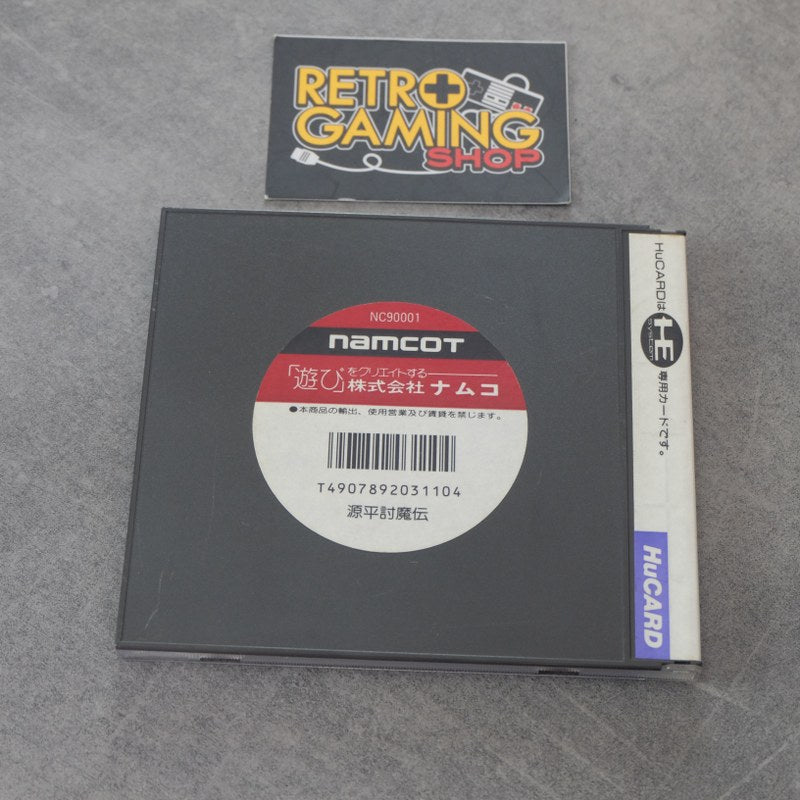 RETRO
GAMING
SHOP
NC90001
namcoT
「遊び」をクリエイトする
株式会社ナムコ
●本商品の輸出、使用営業及び賃貸を禁じます。
T4907892031104
源平討魔伝
HuCARDは
HE
SYSTEM
専用カードです。
HuCARD